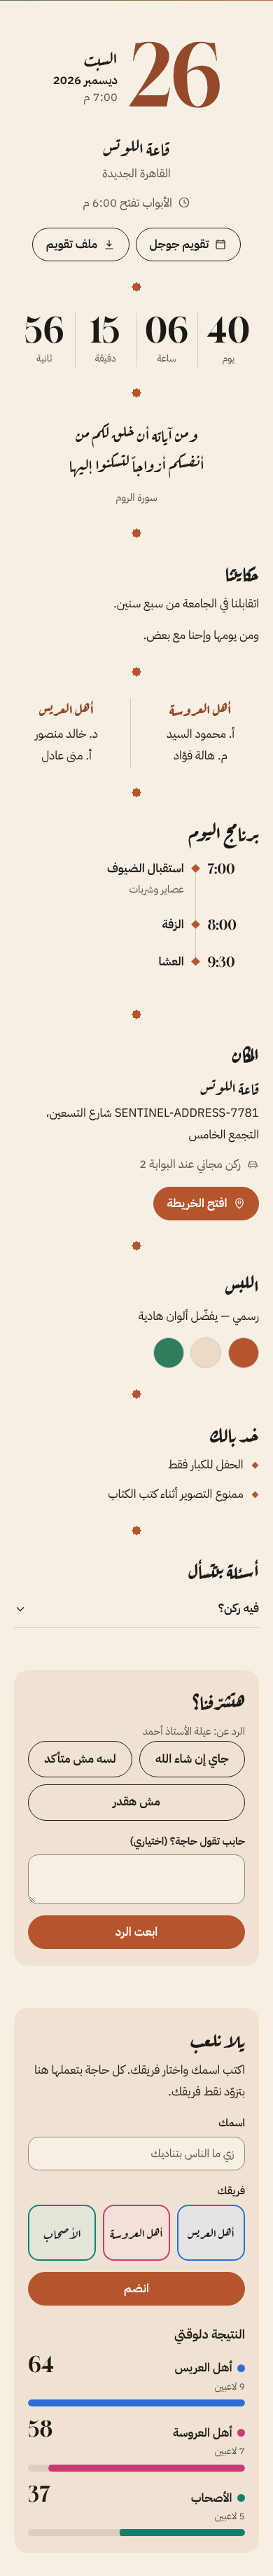 26
السبت
ديسمبر 2026
7:00 م
قاعة اللوتس
القاهرة الجديدة
الأبواب تفتح 6:00 م
تقويم جوجل
ملف تقويم
40 06 15 56
يوم ساعة دقيقة ثانية
ومن آياته أن خلق لكم من
أنفسكم أزواجاً لتسكنوا إليها
سورة الروم
حكايتنا
اتقابلنا في الجامعة من سبع سنين.
ومن يومها وإحنا مع بعض.
أهل العروسة
أ. محمود السيد
م. هالة فؤاد
أهل العريس
د. خالد منصور
أ. منى عادل
برنامج اليوم
7:00 استقبال الضيوف
عصاير وشربات
8:00 الزفة
9:30 العشا
المكان
قاعة اللوتس
SENTINEL-ADDRESS-7781 شارع التسعين،
التجمع الخامس
ركن مجاني عند البوابة 2
افتح الخريطة
اللبس
رسمي — يفضّل ألوان هادية
خد بالك
الحفل للكبار فقط
ممنوع التصوير أثناء كتب الكتاب
أسئلة بتتسأل
فيه ركن؟
هتشرّفنا؟
الرد عن: عيلة الأستاذ أحمد
جاي إن شاء الله
لسه مش متأكد
مش هقدر
حابب تقول حاجة؟ (اختياري)
ابعت الرد
يلا نلعب
اكتب اسمك واختار فريقك. كل حاجة بتعملها هنا
بتزوّد نقط فريقك.
اسمك
زي ما الناس بتناديك
فريقك
أهل العريس
أهل العروسة
الأصحاب
انضم
النتيجة دلوقتي
أهل العريس 64
9 لاعبين
أهل العروسة 58
7 لاعبين
الأصحاب 37
5 لاعبين